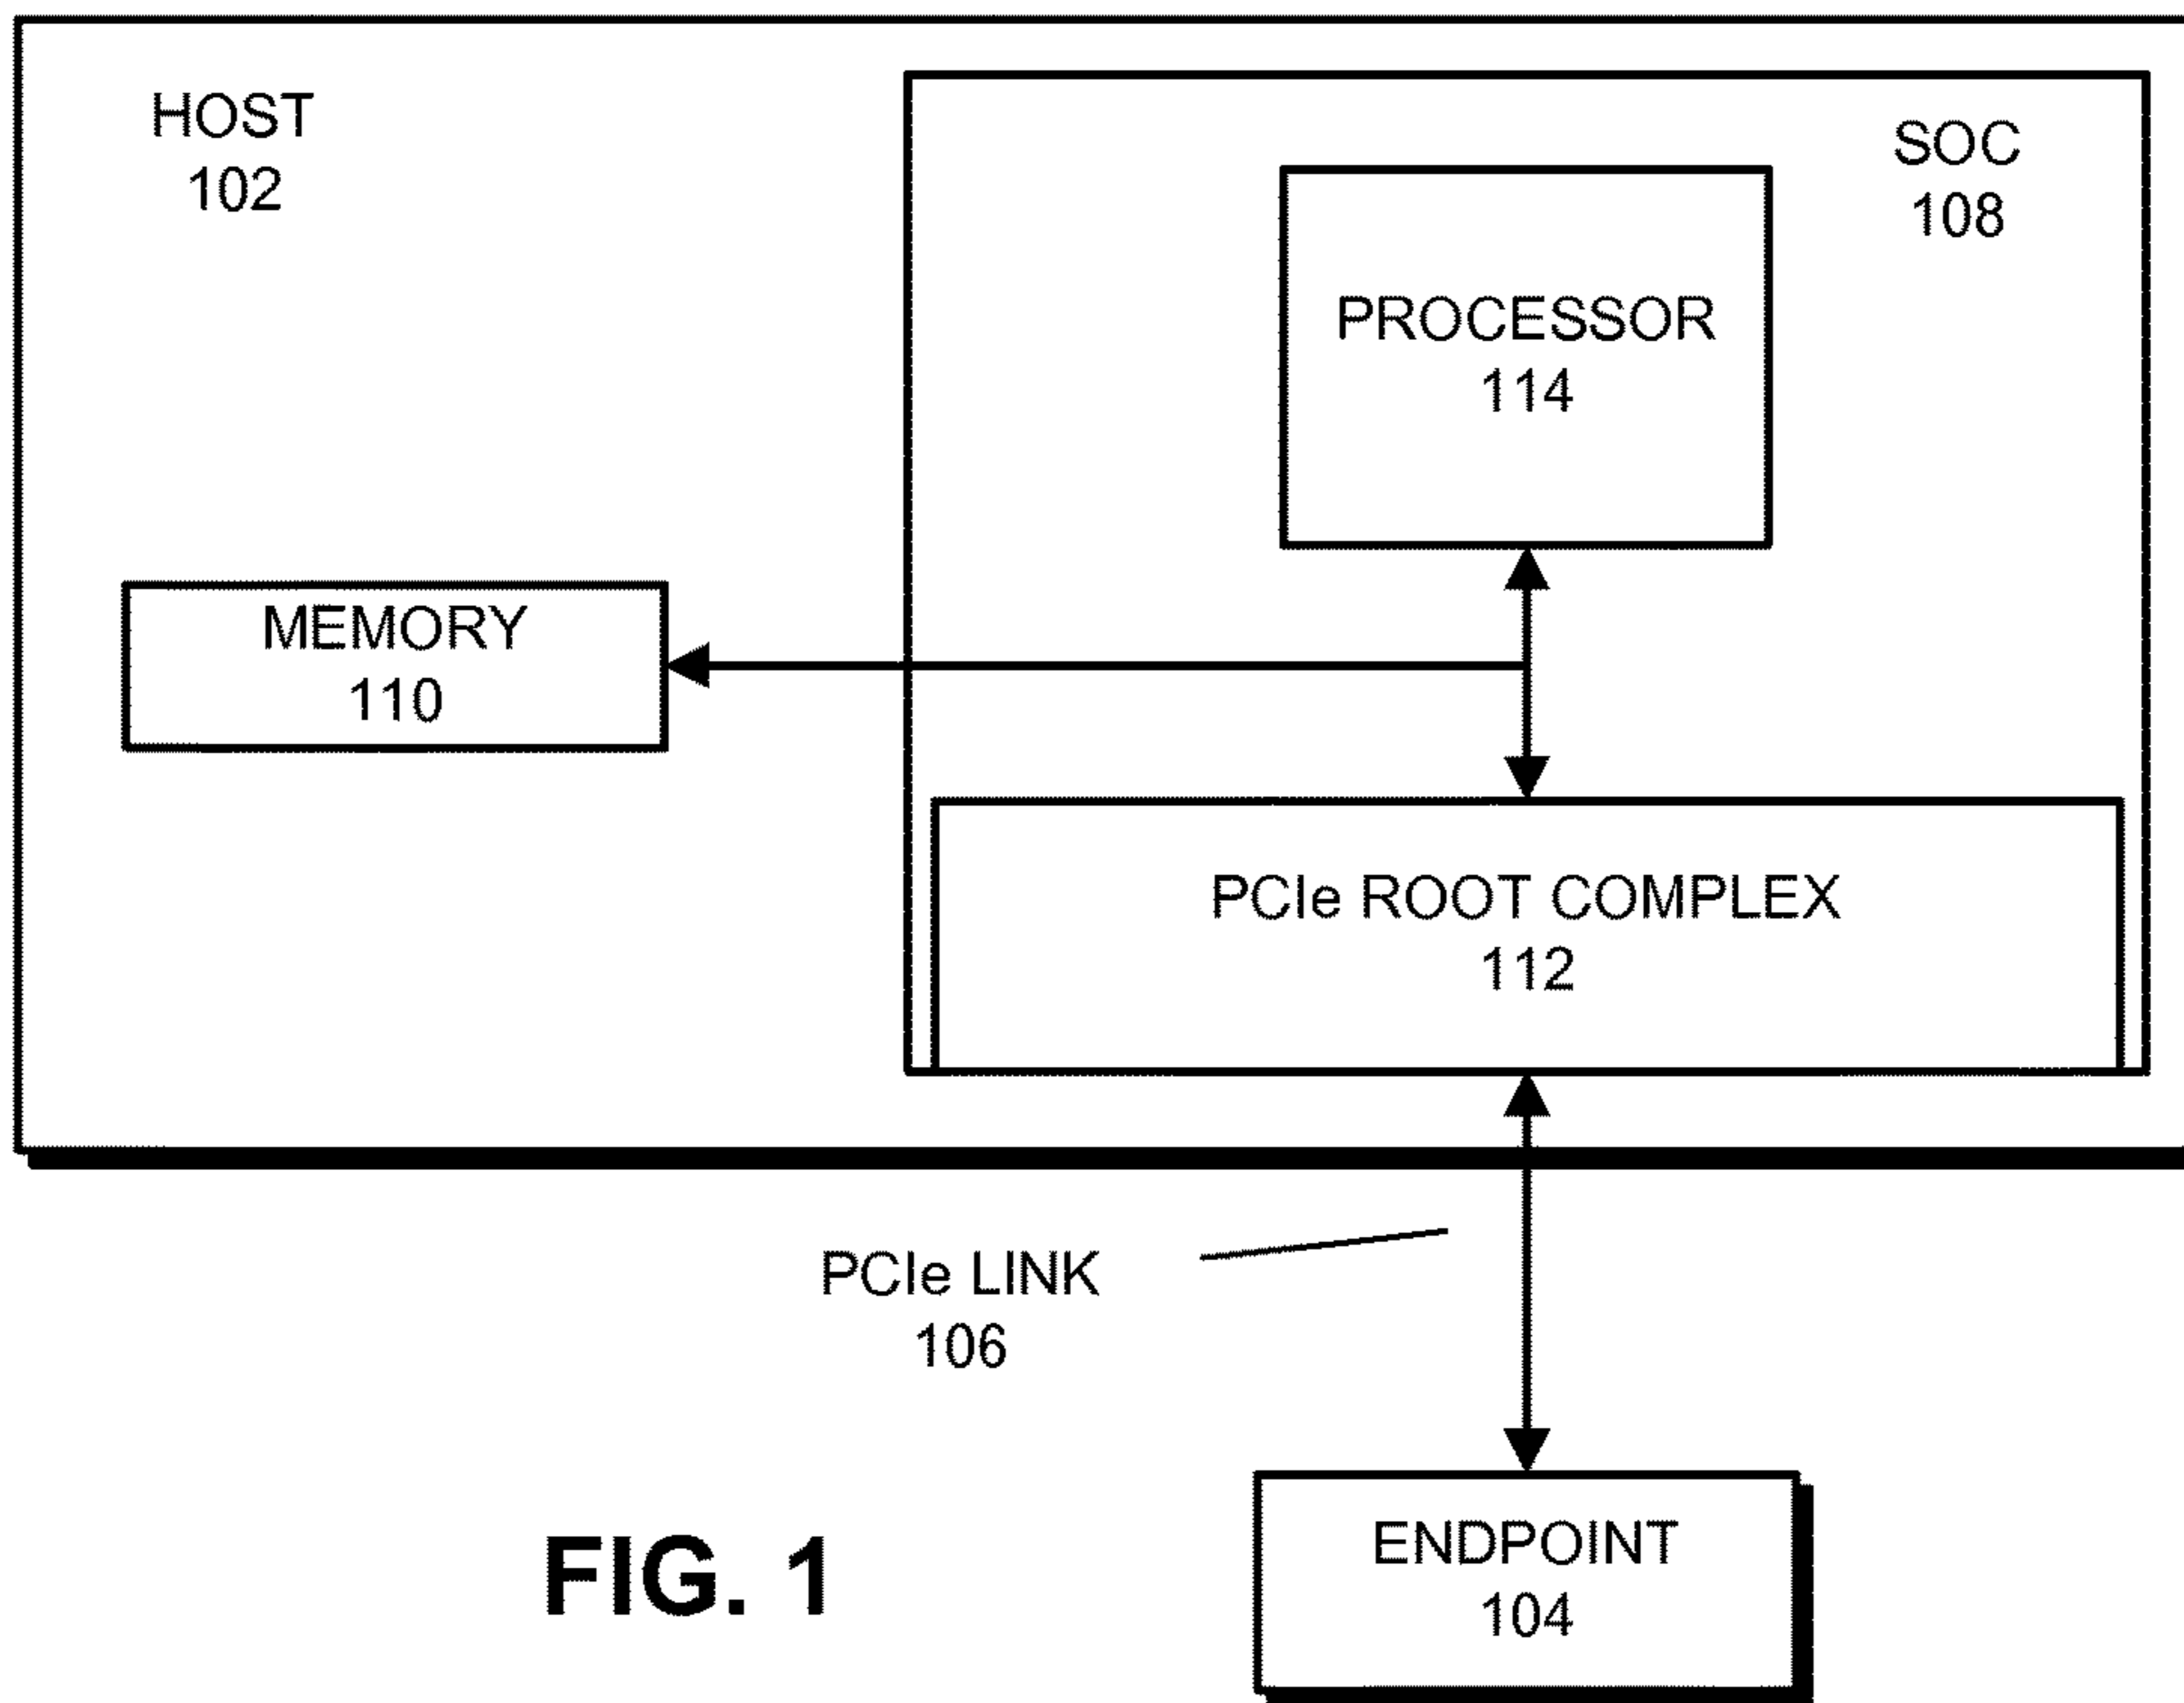 HOST
102
SOC
108
PROCESSOR
114
MEMORY
110
PCIe ROOT COMPLEX
112
PCIe LINK
106
ENDPOINT
104
FIG. 1